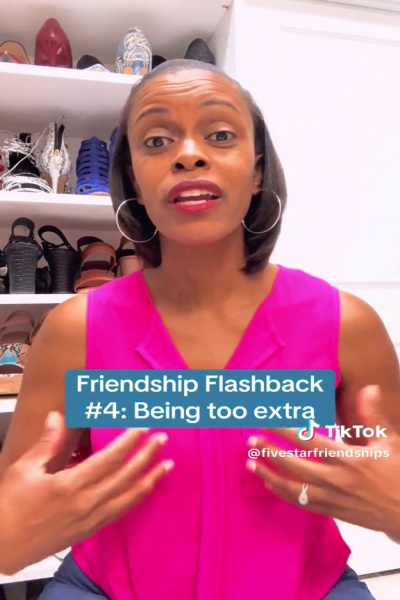 Friendship Flashback
#4: Being too extra
TikTok
@fivestarfriendships